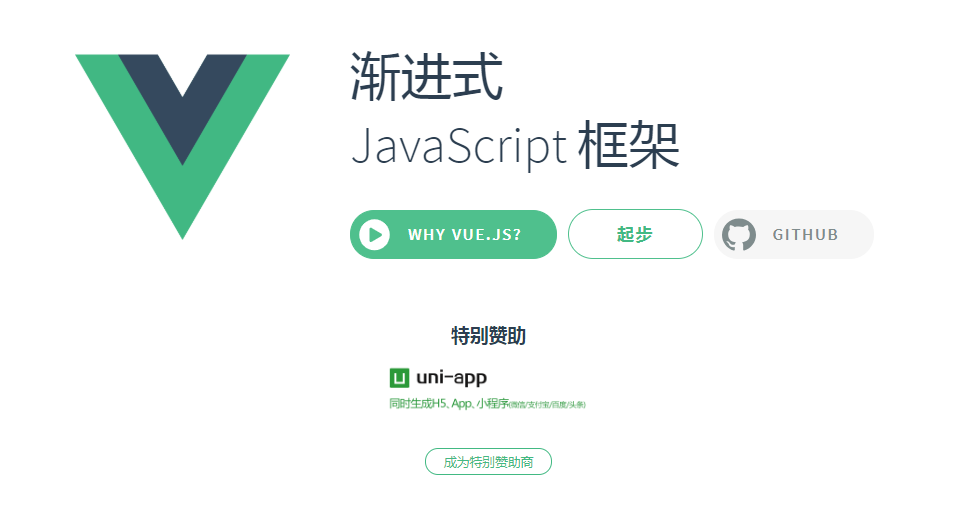 渐进式
JavaScript 框架
WHY VUE.JS?
起步
GITHUB
特别赞助
uni-app
同时生成H5、App、小程序(微信/支付宝/百度/头条)
成为特别赞助商